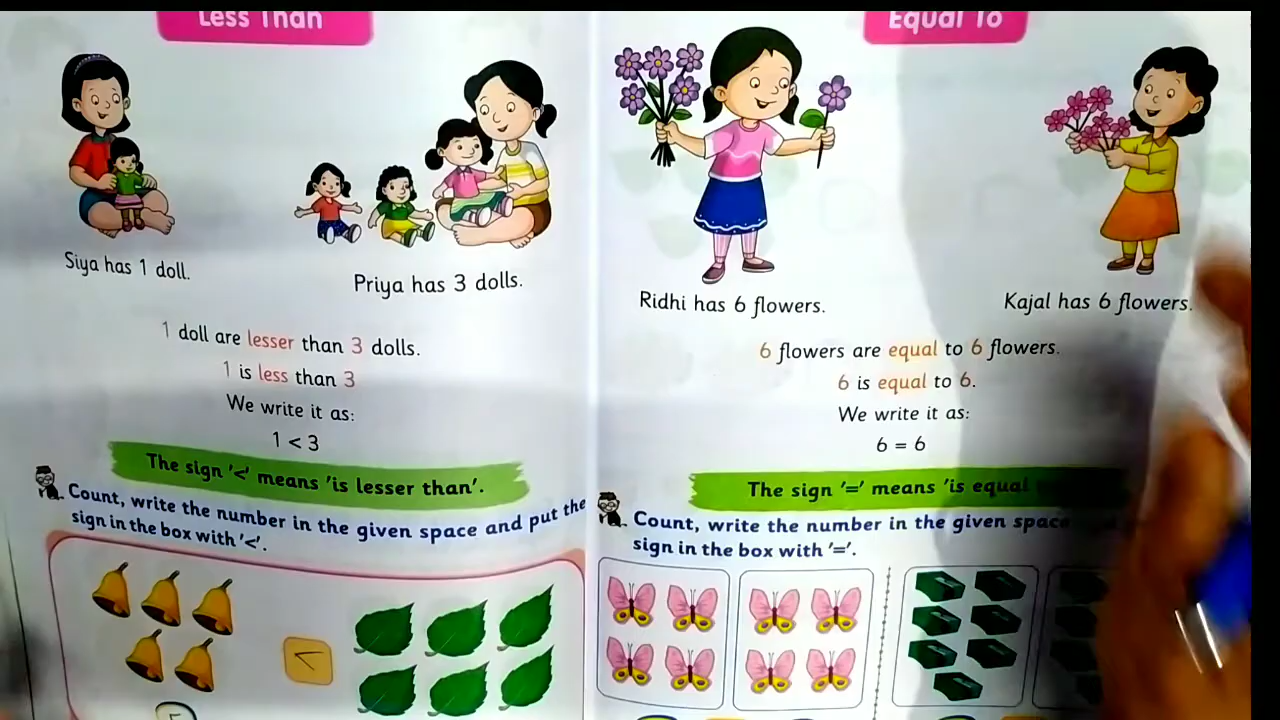 Less Than
Siya has 1 doll.
Priya has 3 dolls.
1 doll are lesser than 3 dolls.
1 is less than 3
We write it as:
1 < 3
The sign '<' means 'is lesser than'.
Count, write the number in the given space and put the
sign in the box with '<'.
<
5
Equal To
Ridhi has 6 flowers.
Kajal has 6 flowers.
6 flowers are equal to 6 flowers.
6 is equal to 6.
We write it as:
6 = 6
The sign '=' means 'is equal
Count, write the number in the given space
sign in the box with '='.